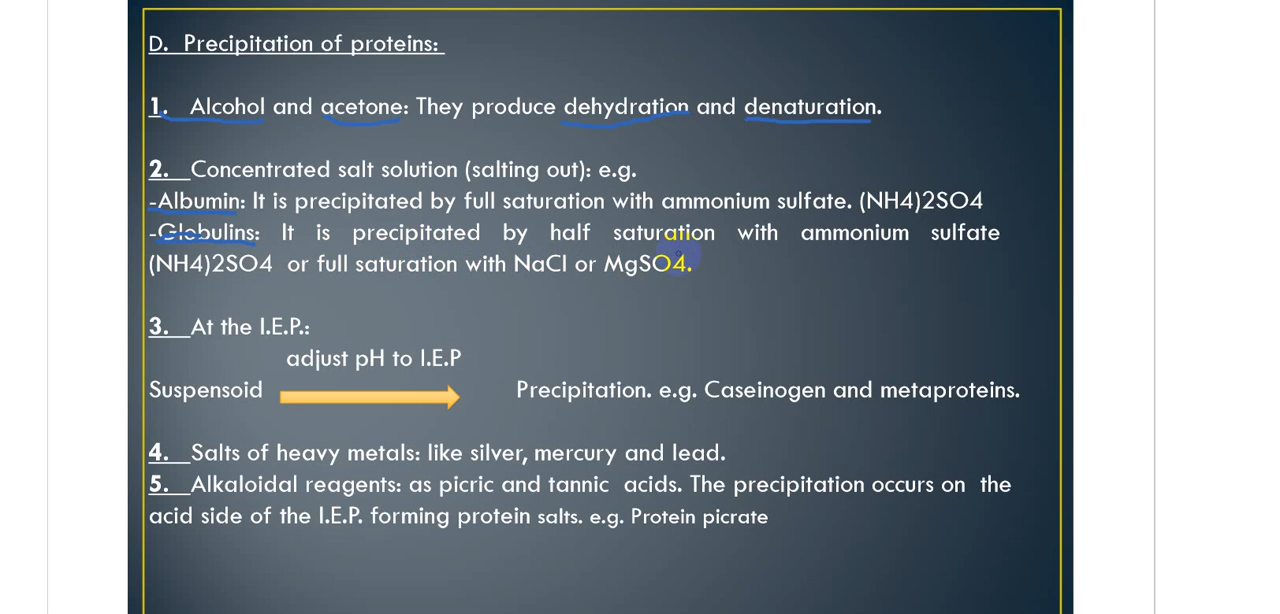 D. Precipitation of proteins:
1. Alcohol and acetone: They produce dehydration and denaturation.
2. Concentrated salt solution (salting out): e.g.
-Albumin: It is precipitated by full saturation with ammonium sulfate. (NH4)2SO4
-Globulins: It is precipitated by half saturation with ammonium sulfate
(NH4)2SO4 or full saturation with NaCl or MgSO4.
3. At the I.E.P.:
adjust pH to I.E.P
Suspensoid Precipitation. e.g. Caseinogen and metaproteins.
4. Salts of heavy metals: like silver, mercury and lead.
5. Alkaloidal reagents: as picric and tannic acids. The precipitation occurs on the
acid side of the I.E.P. forming protein salts. e.g. Protein picrate